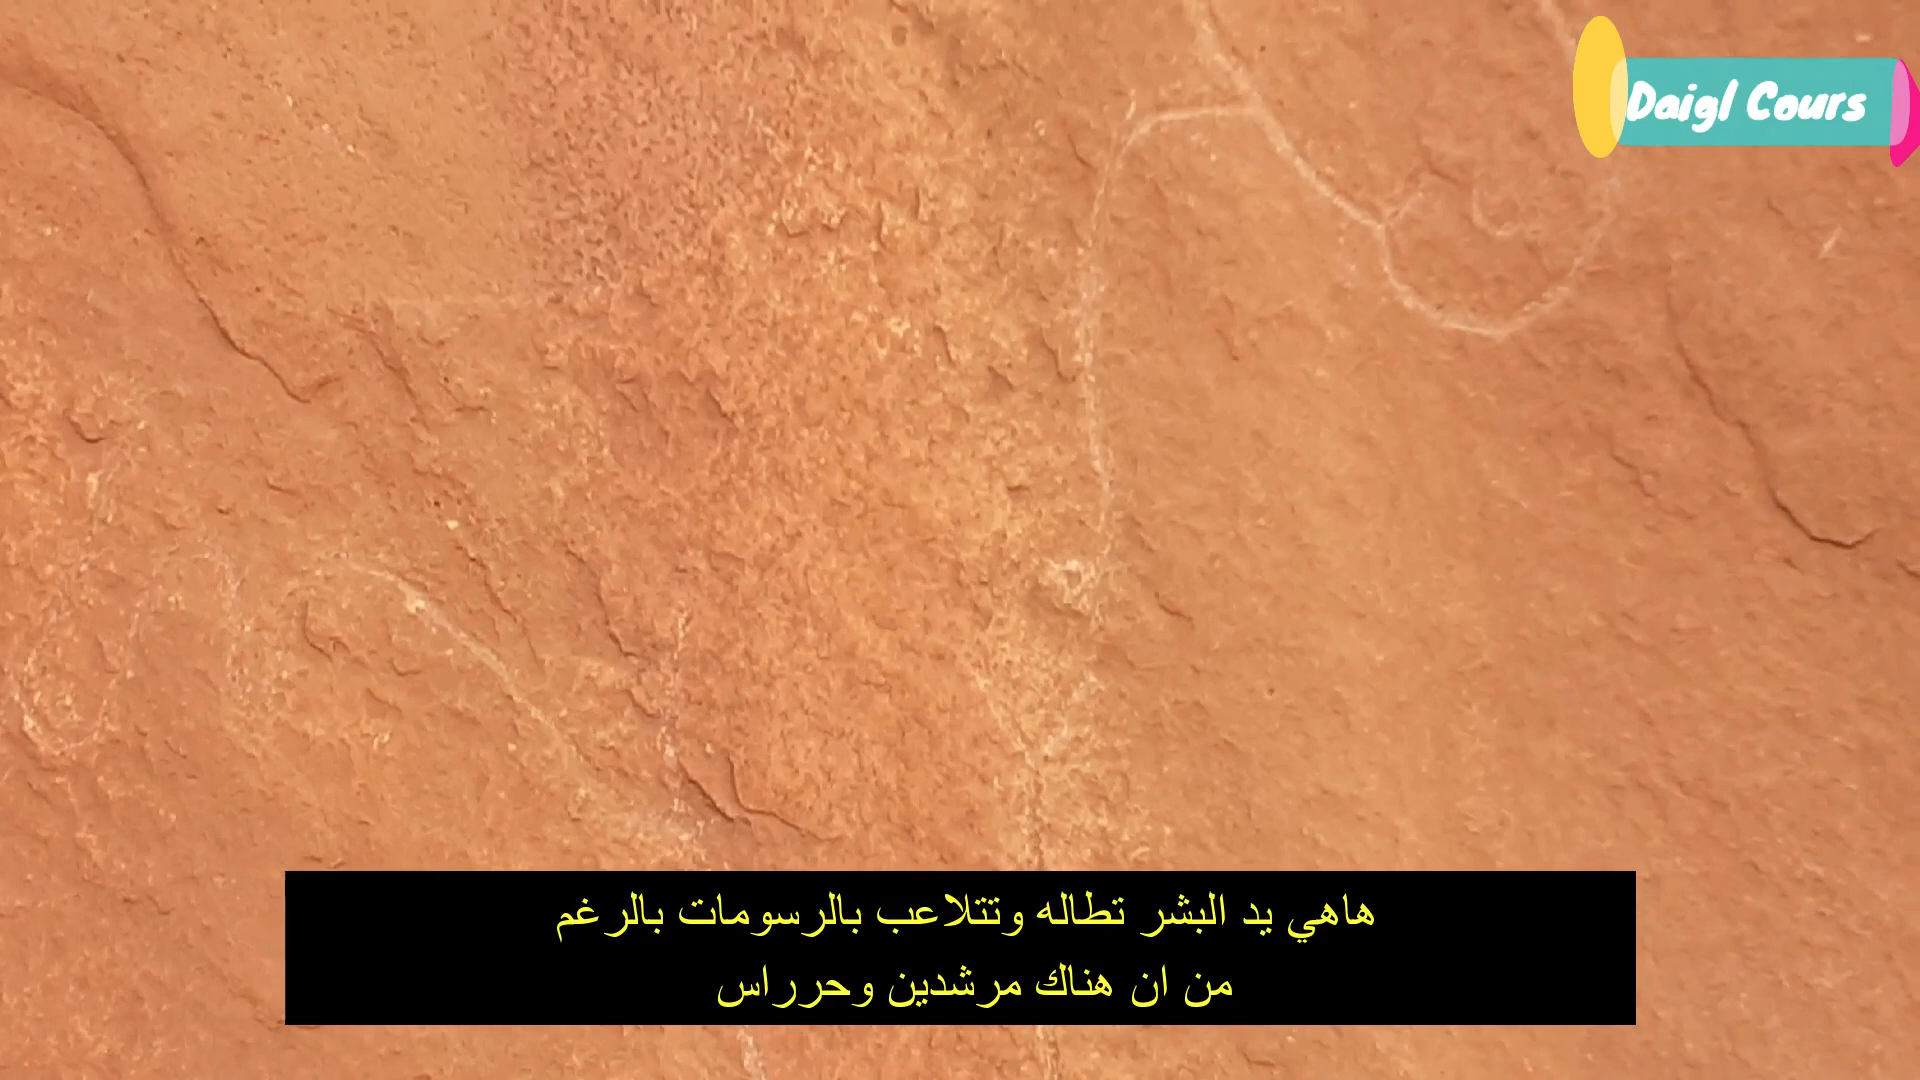 Daigl Cours
هاهي يد البشر تطاله وتتلاعب بالرسومات بالرغم
من ان هناك مرشدين وحرراس